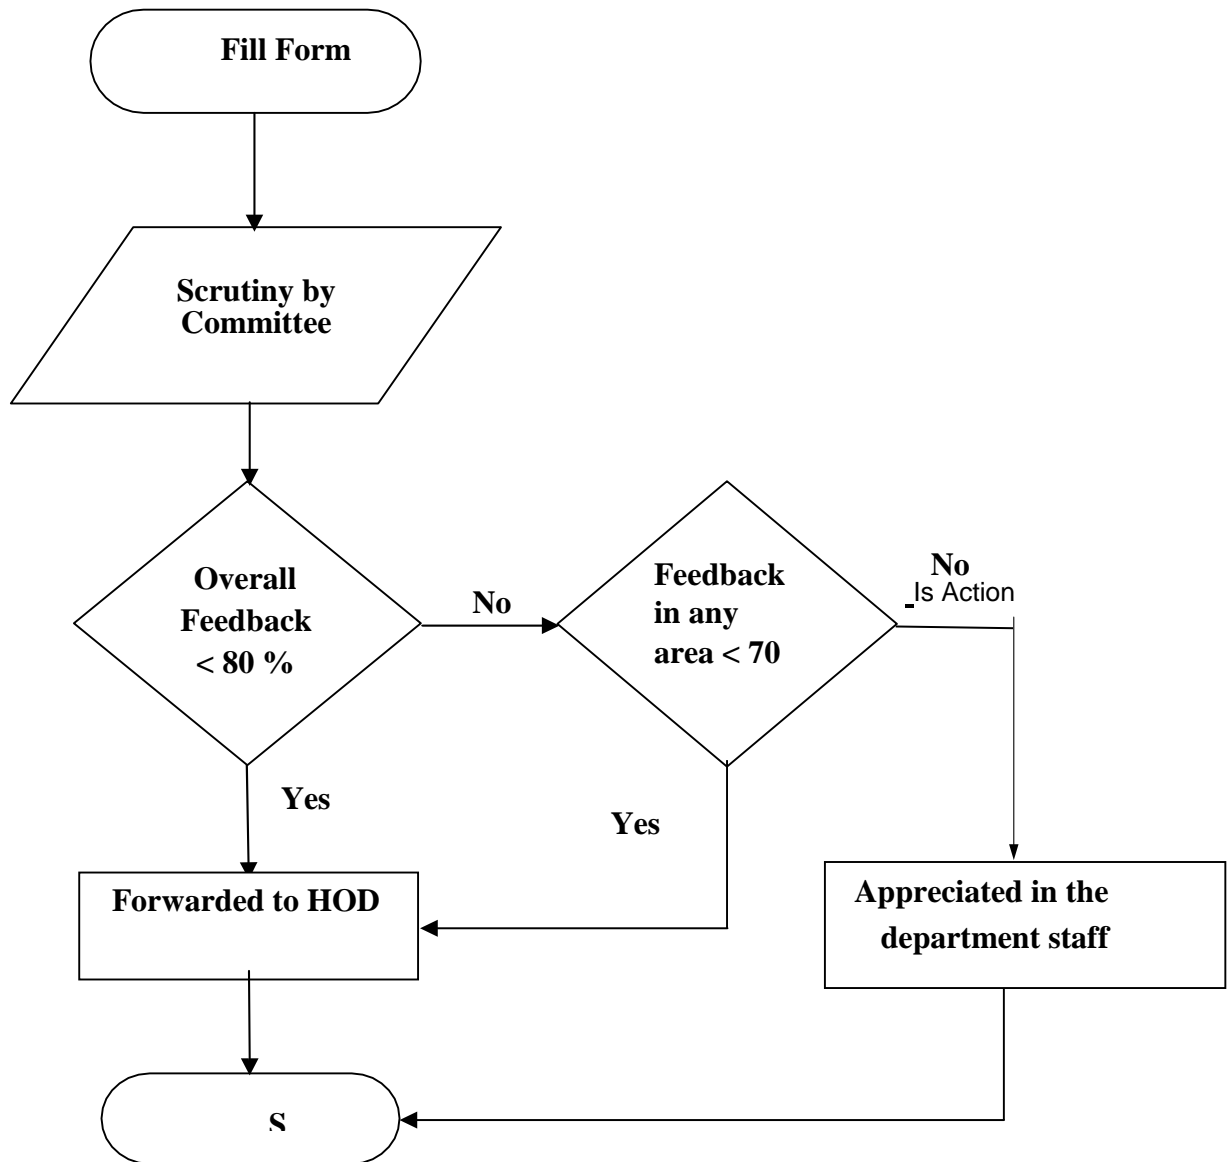 Fill Form
Scrutiny by
Committee
Overall
Feedback
< 80 %
No
Feedback
in any
area < 70
No
_Is Action
Yes
Yes
Forwarded to HOD
Appreciated in the
department staff
S